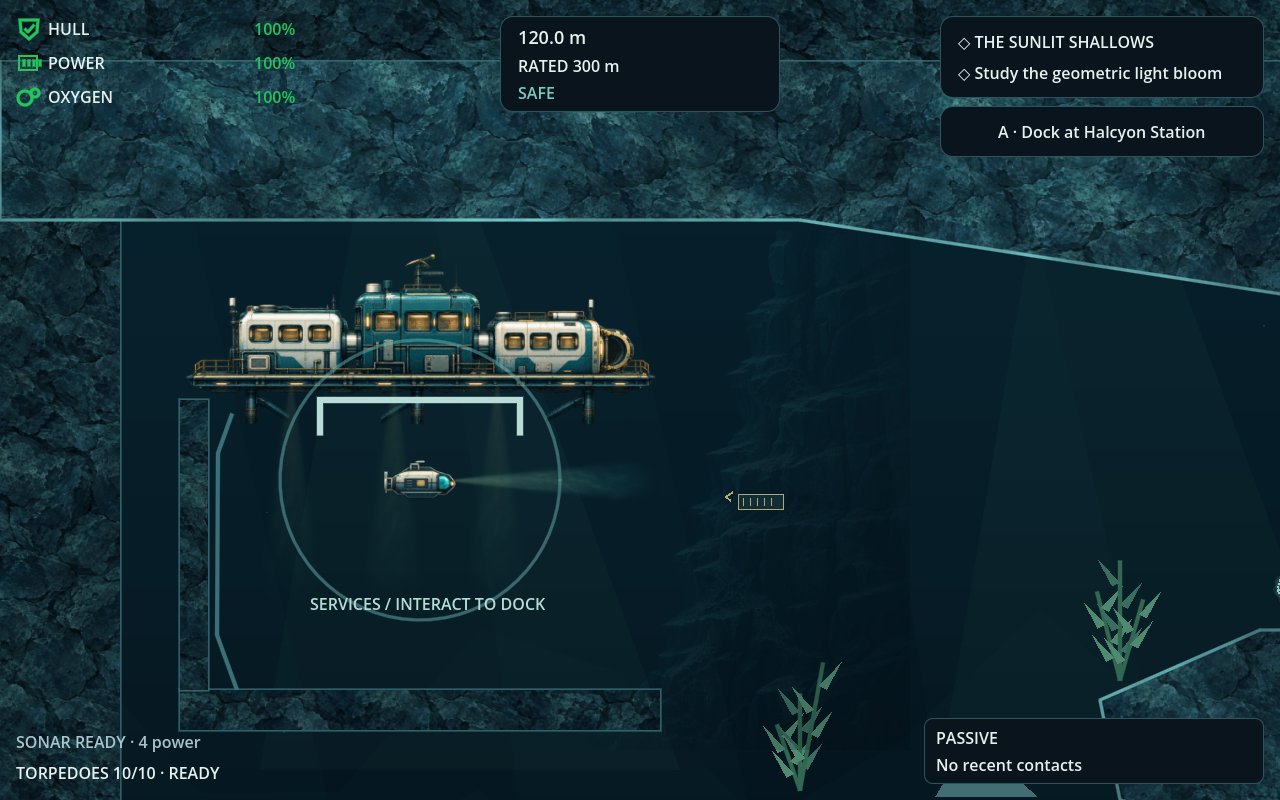 HULL 100%
POWER 100%
OXYGEN 100%
120.0 m
RATED 300 m
SAFE
◇ THE SUNLIT SHALLOWS
◇ Study the geometric light bloom
A · Dock at Halcyon Station
SERVICES / INTERACT TO DOCK
SONAR READY · 4 power
TORPEDOES 10/10 · READY
PASSIVE
No recent contacts